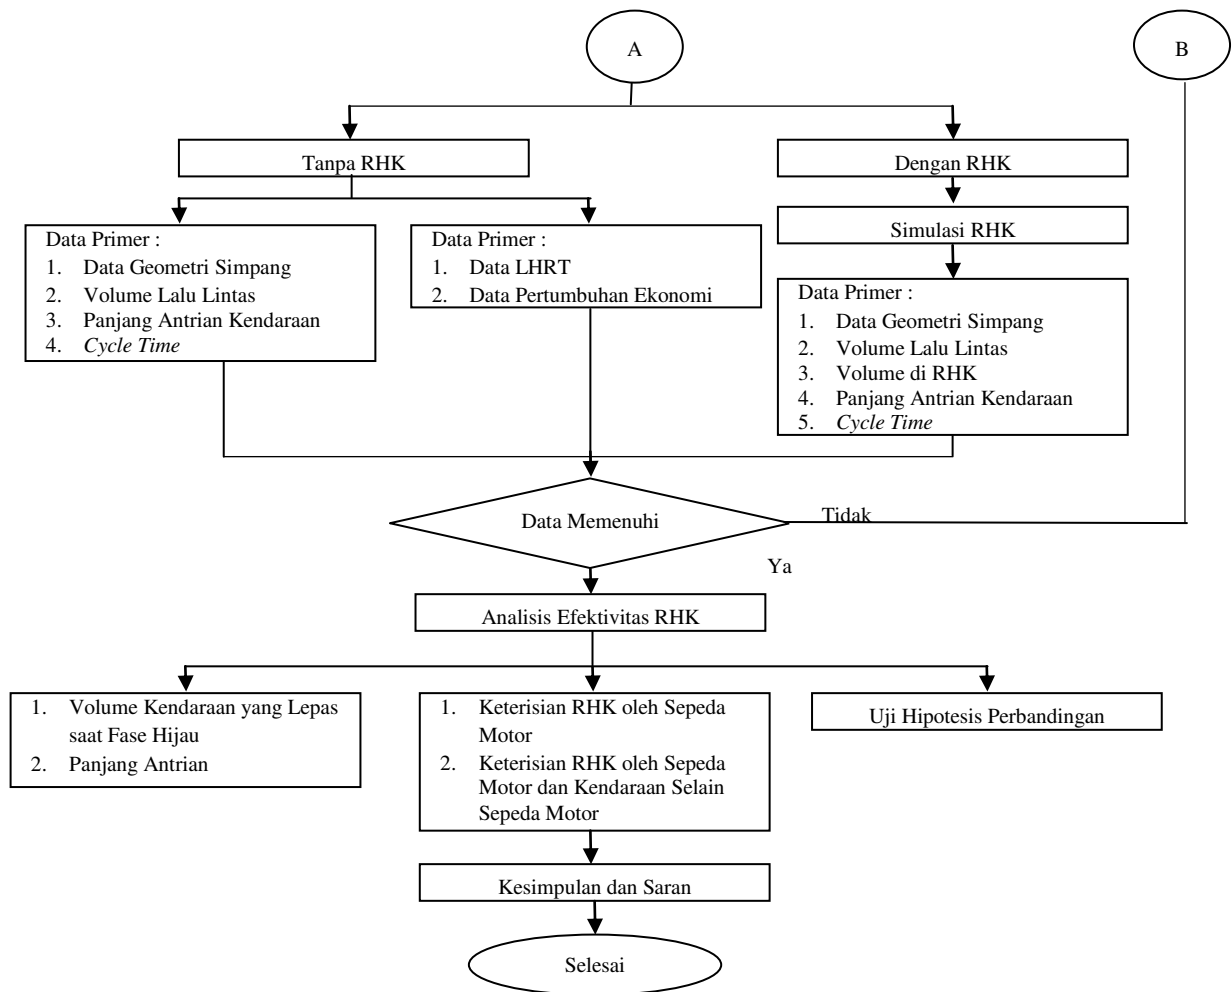 A
B
Tanpa RHK
Dengan RHK
Simulasi RHK
Data Primer :
1. Data Geometri Simpang
2. Volume Lalu Lintas
3. Panjang Antrian Kendaraan
4. Cycle Time
Data Primer :
1. Data LHRT
2. Data Pertumbuhan Ekonomi
Data Primer :
1. Data Geometri Simpang
2. Volume Lalu Lintas
3. Volume di RHK
4. Panjang Antrian Kendaraan
5. Cycle Time
Data Memenuhi
Tidak
Ya
Analisis Efektivitas RHK
1. Volume Kendaraan yang Lepas
saat Fase Hijau
2. Panjang Antrian
1. Keterisian RHK oleh Sepeda
Motor
2. Keterisian RHK oleh Sepeda
Motor dan Kendaraan Selain
Sepeda Motor
Uji Hipotesis Perbandingan
Kesimpulan dan Saran
Selesai